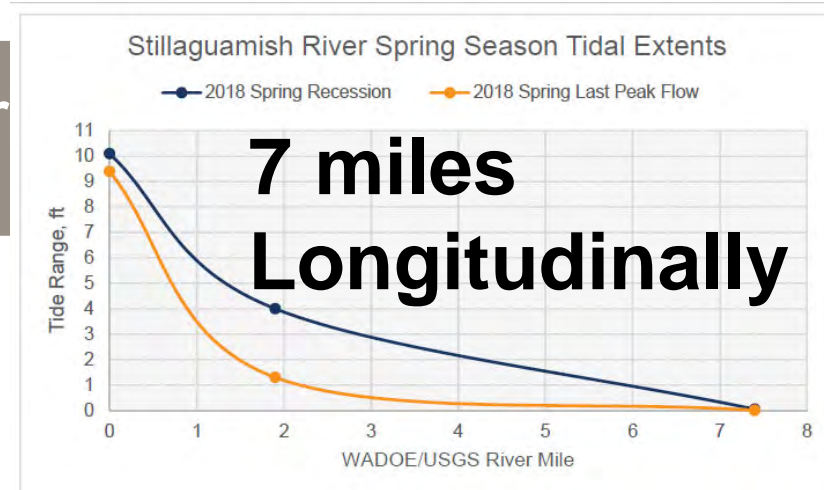 Stillaguamish River Spring Season Tidal Extents
2018 Spring Recession 2018 Spring Last Peak Flow
7 miles
Longitudinally
Tide Range, ft
11
10
9
8
7
6
5
4
3
2
1
0
0 1 2 3 4 5 6 7 8
WADOE/USGS River Mile